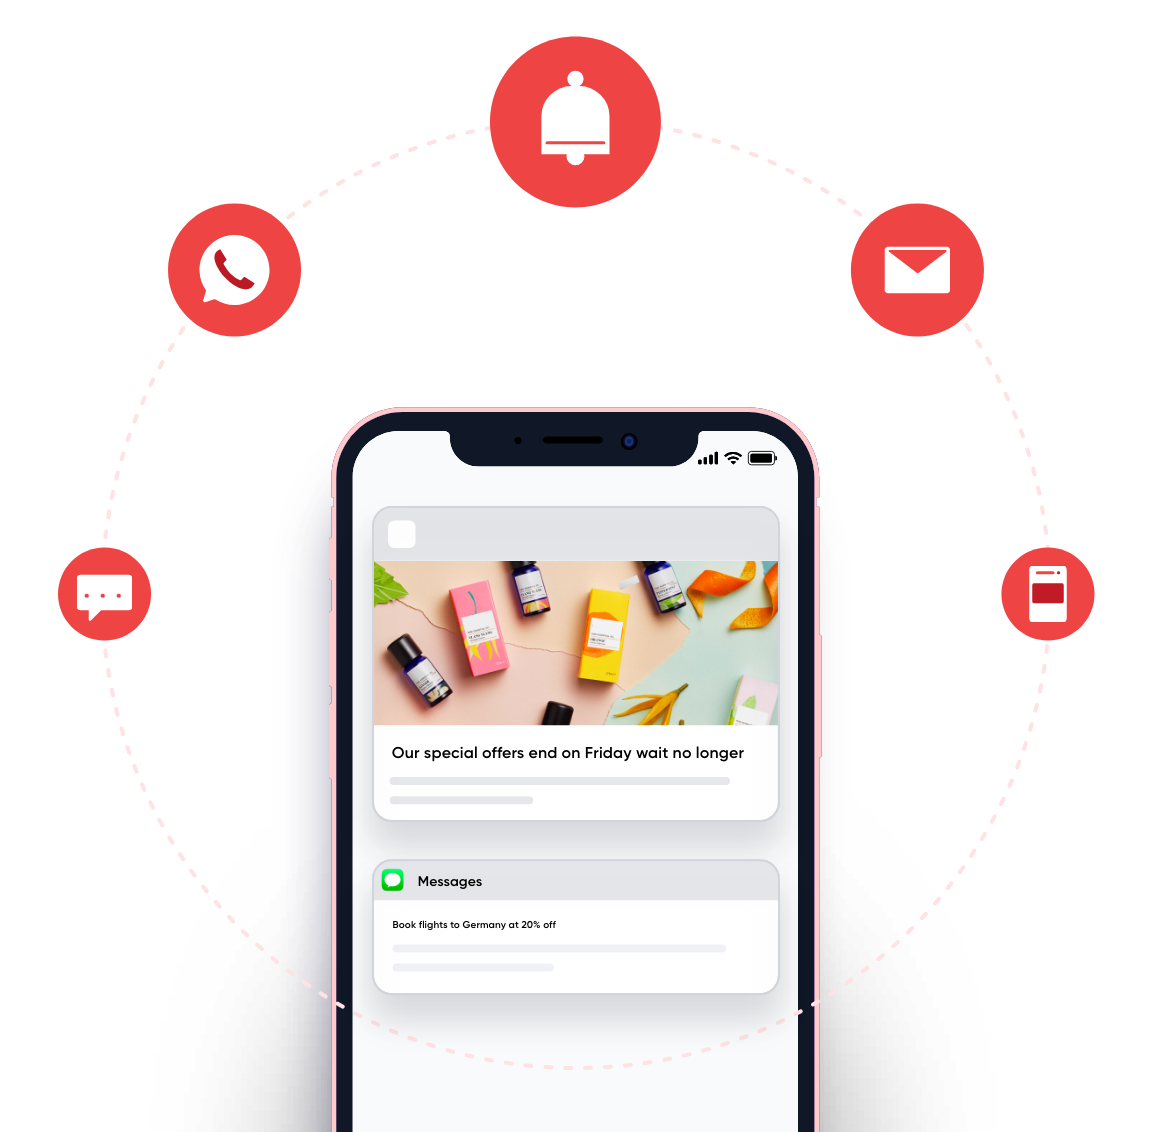 Our special offers end on Friday wait no longer
Messages
Book flights to Germany at 20% off